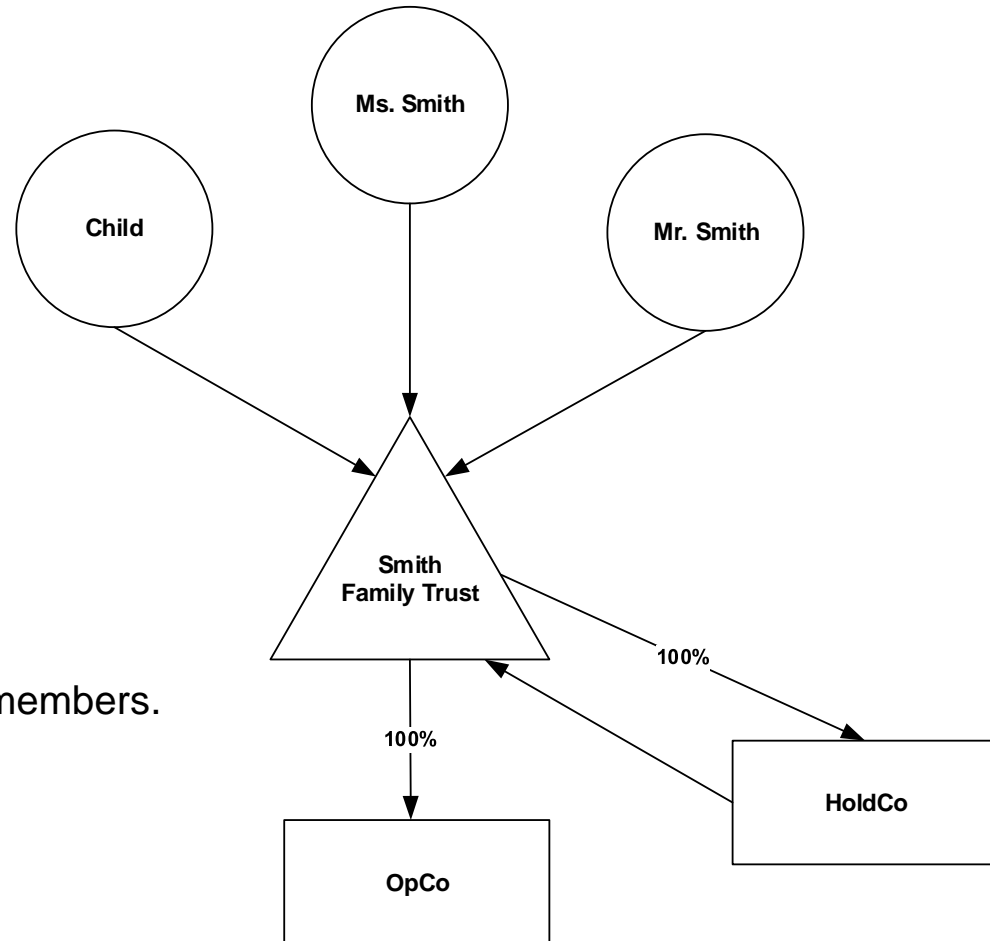 Ms. Smith
Child
Mr. Smith
Smith
Family Trust
100%
members.
100%
HoldCo
OpCo